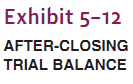 Exhibit 5–12
AFTER-CLOSING
TRIAL BALANCE